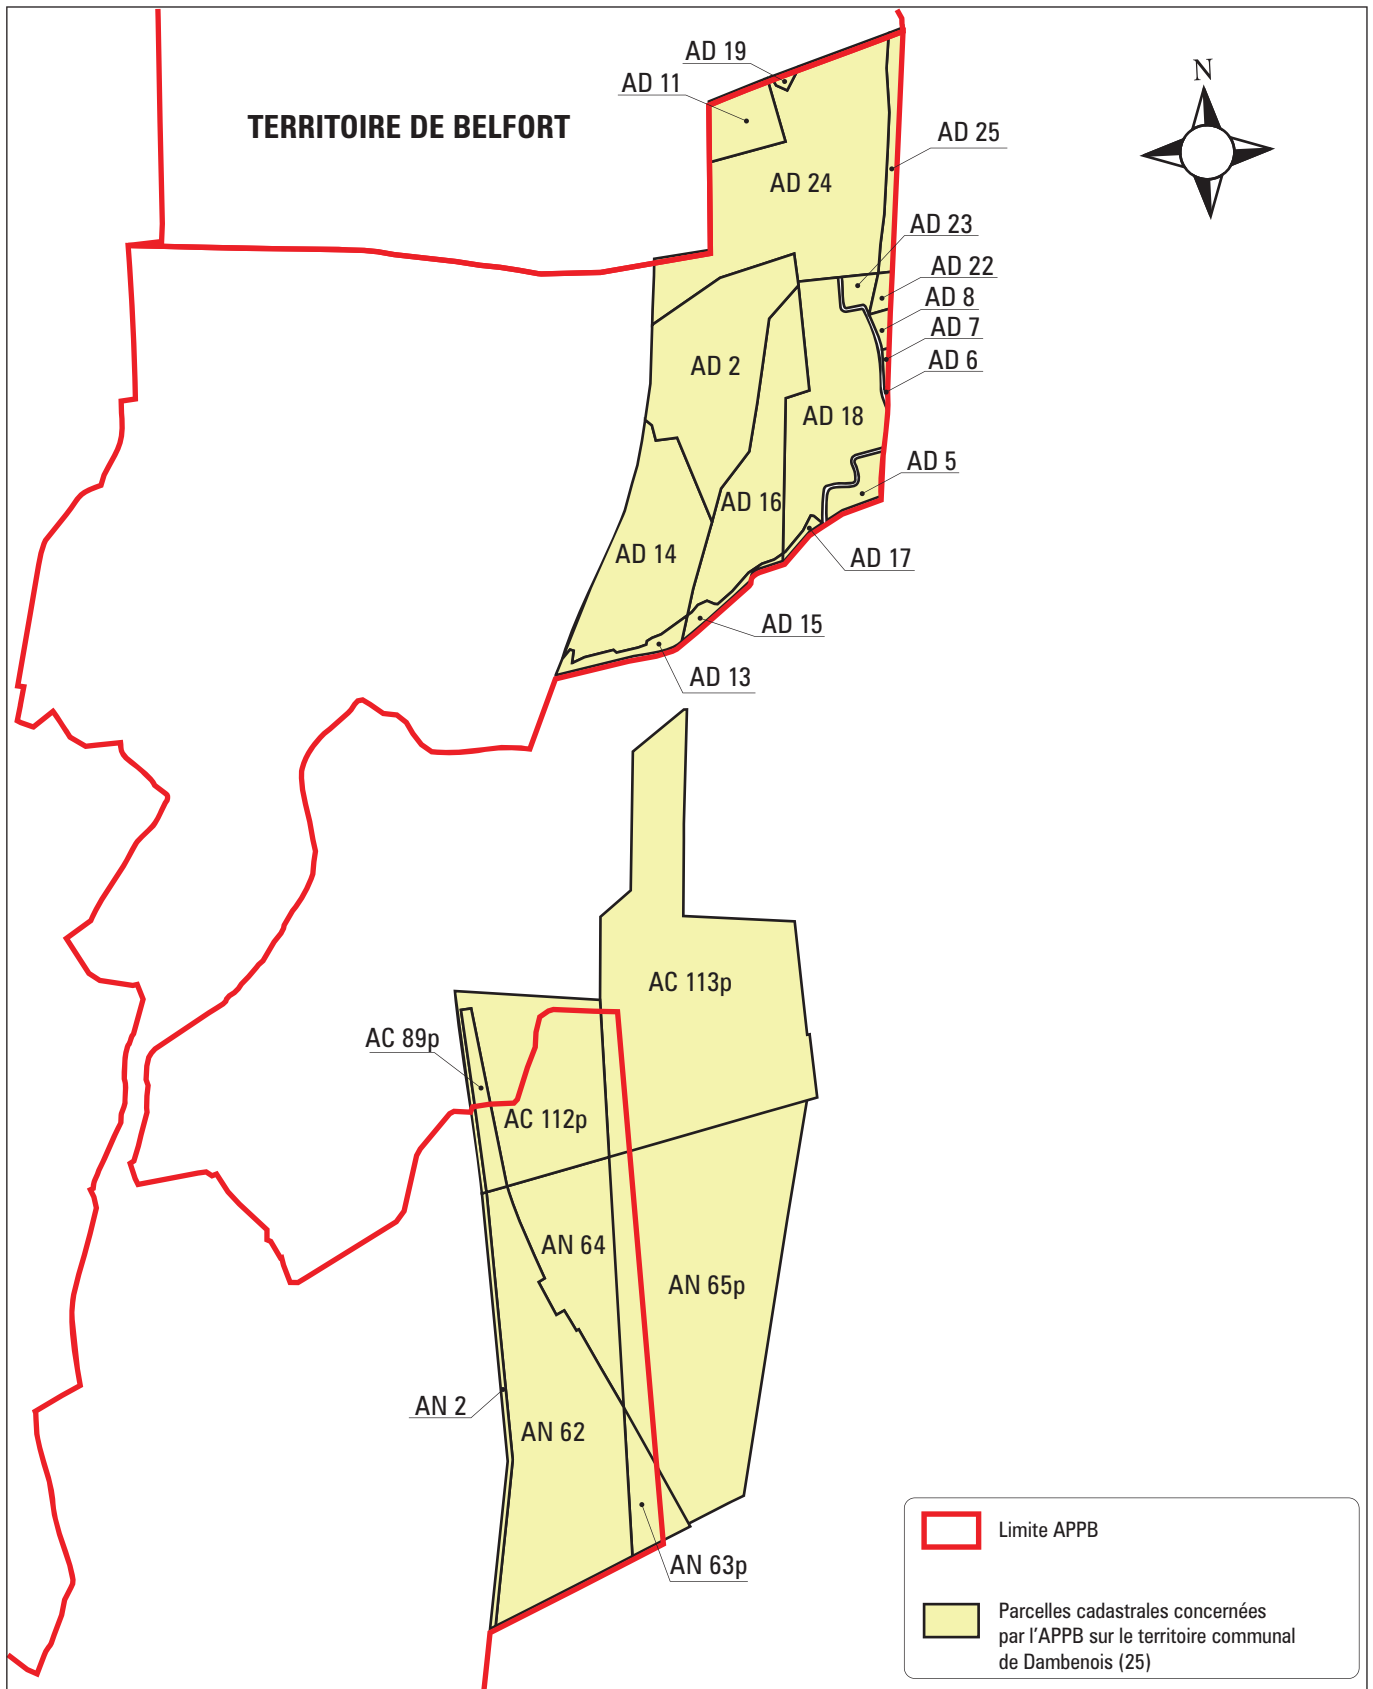 AD 19
AD 11
N
TERRITOIRE DE BELFORT
AD 25
AD 24
AD 23
AD 22
AD 8
AD 7
AD 6
AD 2
AD 18
AD 5
AD 16
AD 14
AD 17
AD 15
AD 13
AC 113p
AC 89p
AC 112p
AN 64
AN 65p
AN 2
AN 62
AN 63p
Limite APPB
Parcelles cadastrales concernées
par l'APPB sur le territoire communal
de Dambenois (25)